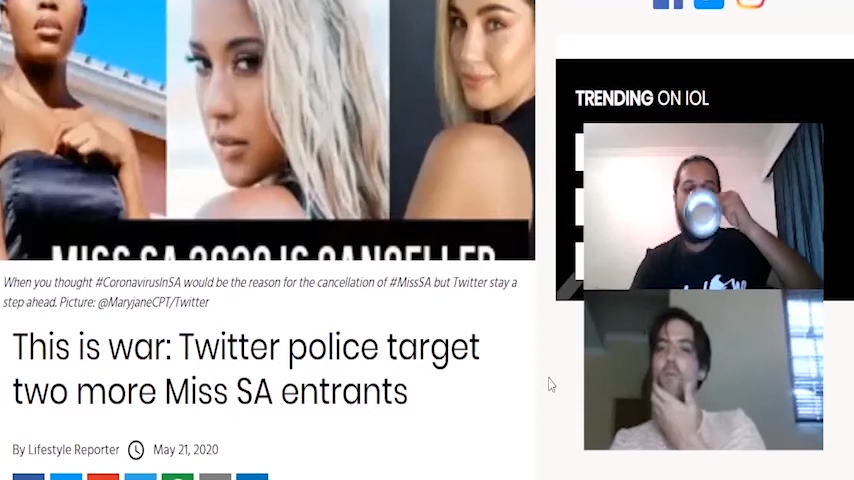 MISS SA 2020 IS CANCELLED
When you thought #CoronavirusInSA would be the reason for the cancellation of #MissSA but Twitter stay a
step ahead. Picture: @MaryjaneCPT/Twitter
This is war: Twitter police target
two more Miss SA entrants
By Lifestyle Reporter May 21, 2020
TRENDING ON IOL